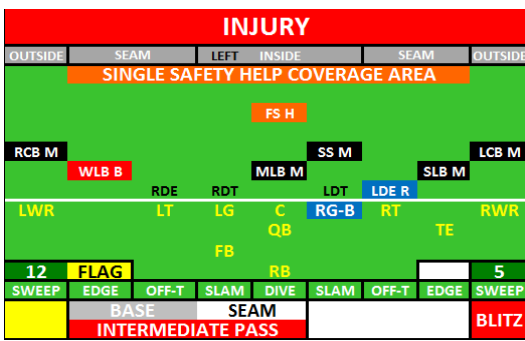 INJURY
OUTSIDE SEAM LEFT INSIDE SEAM OUTSIDE
SINGLE SAFETY HELP COVERAGE AREA
FS H
RCB M SS M LCB M
WLB B MLB M SLB M
RDE RDT LDT LDE R
LWR LT LG C RG-B RT RWR
QB TE
FB
12 FLAG RB 5
SWEEP EDGE OFF-T SLAM DIVE SLAM OFF-T EDGE SWEEP
BASE SEAM
INTERMEDIATE PASS BLITZ